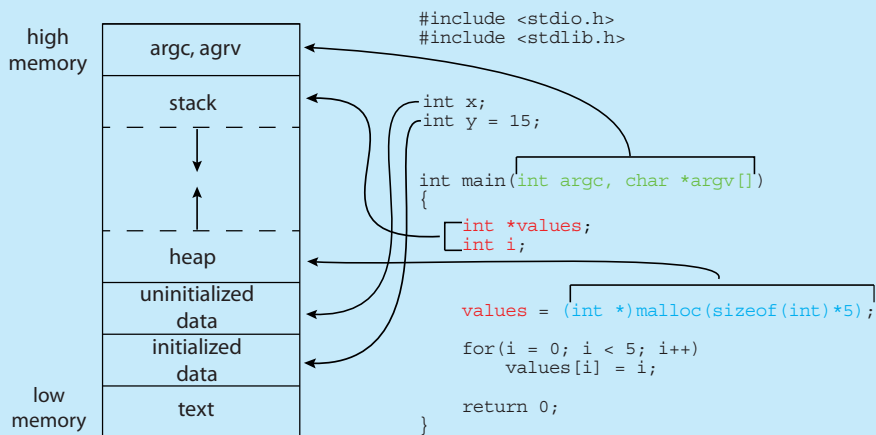 high
memory
argc, agrv
stack
heap
uninitialized
data
initialized
data
low
memory
text
#include <stdio.h>
#include <stdlib.h>
int x;
int y = 15;
int main(int argc, char *argv[])
{
int *values;
int i;
values = (int *)malloc(sizeof(int)*5);
for(i = 0; i < 5; i++)
values[i] = i;
return 0;
}